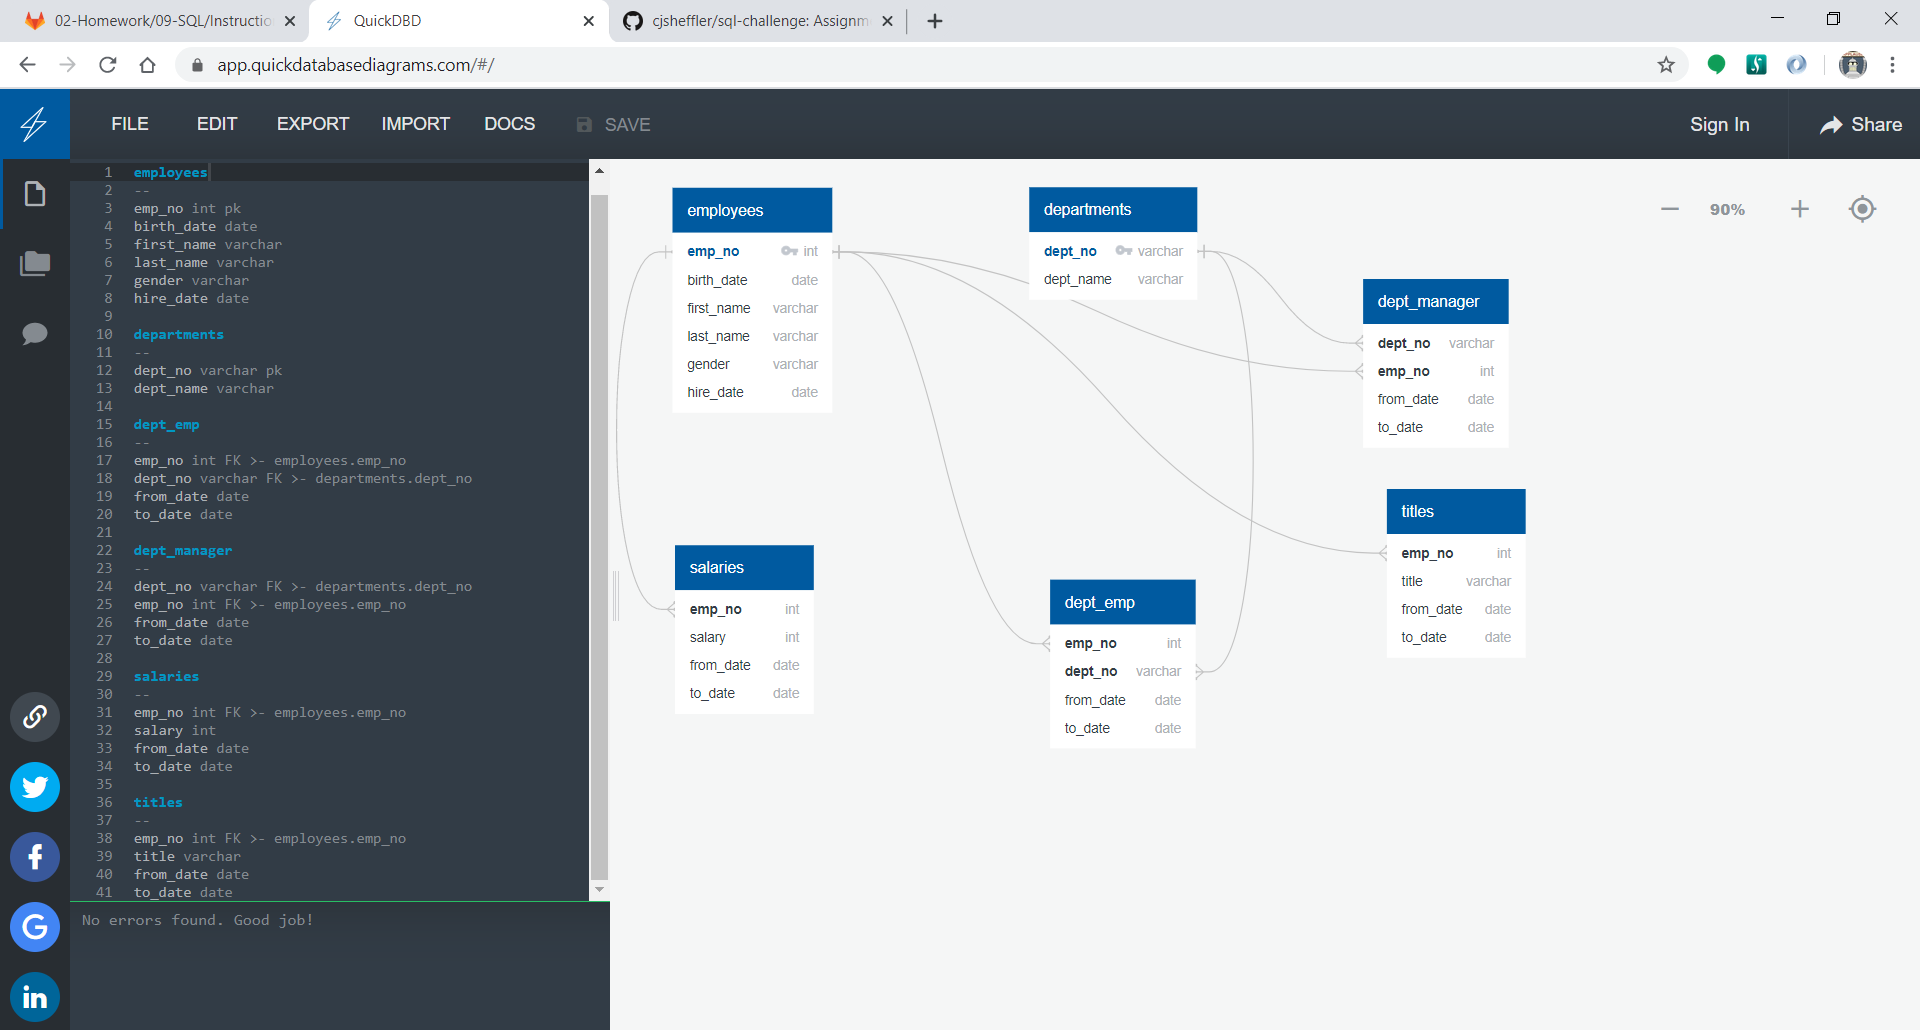 02-Homework/09-SQL/Instructio
QuickDBD
cjsheffler/sql-challenge: Assignm
app.quickdatabasediagrams.com/#/
FILE EDIT EXPORT IMPORT DOCS SAVE Sign In Share
1 employees
2 --
3 emp_no int pk
4 birth_date date
5 first_name varchar
6 last_name varchar
7 gender varchar
8 hire_date date
9
10 departments
11 --
12 dept_no varchar pk
13 dept_name varchar
14
15 dept_emp
16 --
17 emp_no int FK >- employees.emp_no
18 dept_no varchar FK >- departments.dept_no
19 from_date date
20 to_date date
21
22 dept_manager
23 --
24 dept_no varchar FK >- departments.dept_no
25 emp_no int FK >- employees.emp_no
26 from_date date
27 to_date date
28
29 salaries
30 --
31 emp_no int FK >- employees.emp_no
32 salary int
33 from_date date
34 to_date date
35
36 titles
37 --
38 emp_no int FK >- employees.emp_no
39 title varchar
40 from_date date
41 to_date date
No errors found. Good job!
employees
emp_no int
birth_date date
first_name varchar
last_name varchar
gender varchar
hire_date date
departments
dept_no varchar
dept_name varchar
90%
dept_manager
dept_no varchar
emp_no int
from_date date
to_date date
titles
emp_no int
title varchar
from_date date
to_date date
salaries
emp_no int
salary int
from_date date
to_date date
dept_emp
emp_no int
dept_no varchar
from_date date
to_date date